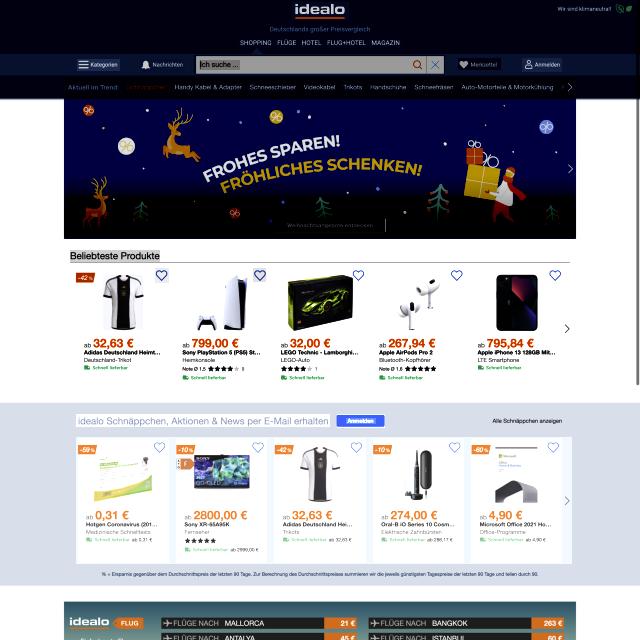 idealo
Wir sind klimaneutral!
Deutschlands großer Preisvergleich
SHOPPING FLÜGE HOTEL FLUG+HOTEL MAGAZIN
Kategorien Nachrichten Ich suche ... Merkzettel Anmelden
Aktuell im Trend: Handy Kabel & Adapter Schneeschieber Videokabel Trikots Handschuhe Schneefräsen Auto-Motorteile & Motorkühlung
FROHES SPAREN!
FRÖHLICHES SCHENKEN!
Weihnachtsangebote entdecken
Beliebteste Produkte
-42 %
ab 32,63 € ab 799,00 € ab 32,00 € ab 267,94 € ab 795,84 €
Adidas Deutschland Heimt... Sony PlayStation 5 (PS5) St... LEGO Technic - Lamborghi... Apple AirPods Pro 2 Apple iPhone 13 128GB Mit...
Deutschland-Trikot Heimkonsole LEGO-Auto Bluetooth-Kopfhörer LTE Smartphone
Schnell lieferbar Note Ø 1,5 1 Note Ø 1,6 Schnell lieferbar
Schnell lieferbar Schnell lieferbar Schnell lieferbar
idealo Schnäppchen, Aktionen & News per E-Mail erhalten Anmelden Alle Schnäppchen anzeigen
-59 % -10 % -42 % -10 % -60 %
F
SONY
Microsoft
ab 0,31 € ab 2800,00 € ab 32,63 € ab 274,00 € ab 4,90 €
Hotgen Coronavirus (201... Sony XR-55A95K Adidas Deutschland Hei... Oral-B iO Series 10 Cosm... Microsoft Office 2021 Ho...
Medizinische Schnelltests Fernseher Trikots Elektrische Zahnbürsten Office-Programme
Schnell lieferbar ab 0,31 € Schnell lieferbar ab 32,63 € Schnell lieferbar Schnell lieferbar ab 4,90 €
Schnell lieferbar
% = Ersparnis gegenüber dem Durchschnittspreis der letzten 90 Tage. Zur Berechnung des Durchschnittspreises summieren wir die jeweils günstigsten Tagespreise der letzten 90 Tage und teilen durch 90.
idealo FLUG FLÜGE NACH MALLORCA 21 € FLÜGE NACH BANGKOK 263 €
FLÜGE NACH ANTALYA 45 € FLÜGE NACH ISTANBUL 60 €